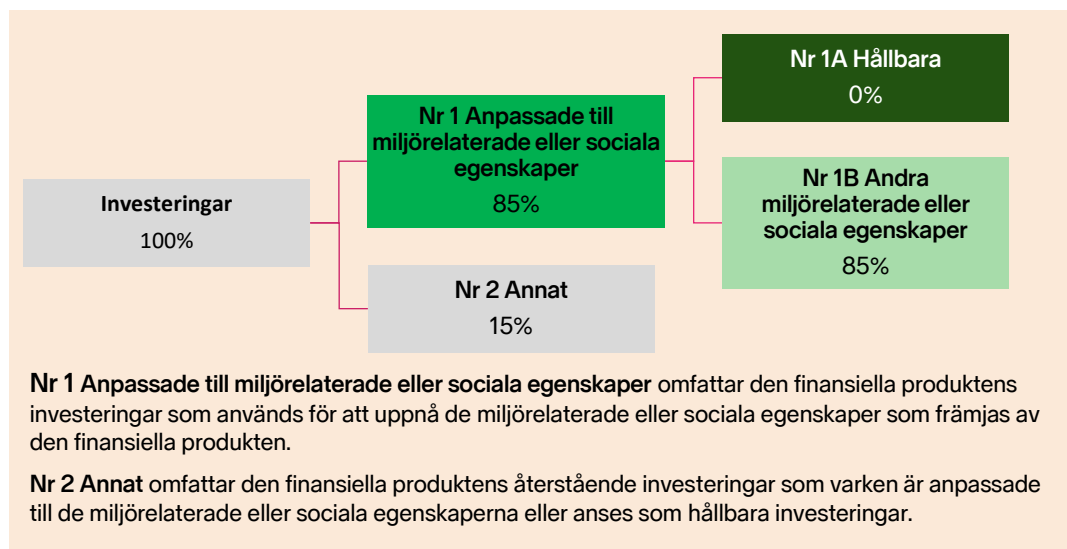 Nr 1A Hållbara
0%
Nr 1 Anpassade till
miljörelaterade eller sociala
egenskaper
85%
Nr 1B Andra
miljörelaterade eller
sociala egenskaper
85%
Investeringar
100%
Nr 2 Annat
15%
Nr 1 Anpassade till miljörelaterade eller sociala egenskaper omfattar den finansiella produktens
investeringar som används för att uppnå de miljörelaterade eller sociala egenskaper som främjas av
den finansiella produkten.
Nr 2 Annat omfattar den finansiella produktens återstående investeringar som varken är anpassade
till de miljörelaterade eller sociala egenskaperna eller anses som hållbara investeringar.